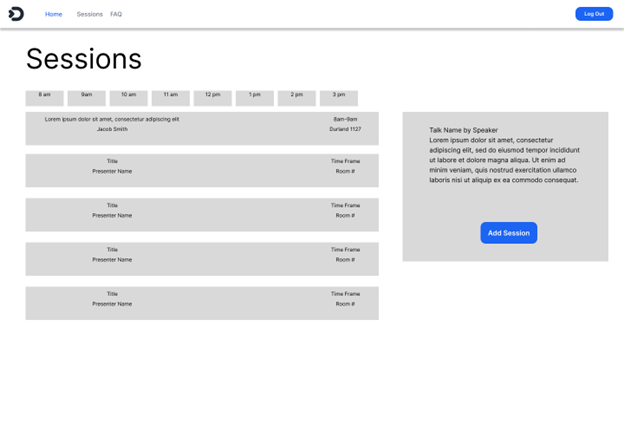 Home Sessions FAQ Log Out
Sessions
8 am 9am 10 am 11 am 12 pm 1 pm 2 pm 3 pm
Lorem ipsum dolor sit amet, consectetur adipiscing elit 8am-9am
Jacob Smith Durland 1127
Title Time Frame
Presenter Name Room #
Title Time Frame
Presenter Name Room #
Title Time Frame
Presenter Name Room #
Title Time Frame
Presenter Name Room #
Talk Name by Speaker
Lorem ipsum dolor sit amet, consectetur
adipiscing elit, sed do eiusmod tempor incididunt
ut labore et dolore magna aliqua. Ut enim ad
minim veniam, quis nostrud exercitation ullamco
laboris nisi ut aliquip ex ea commodo consequat.
Add Session